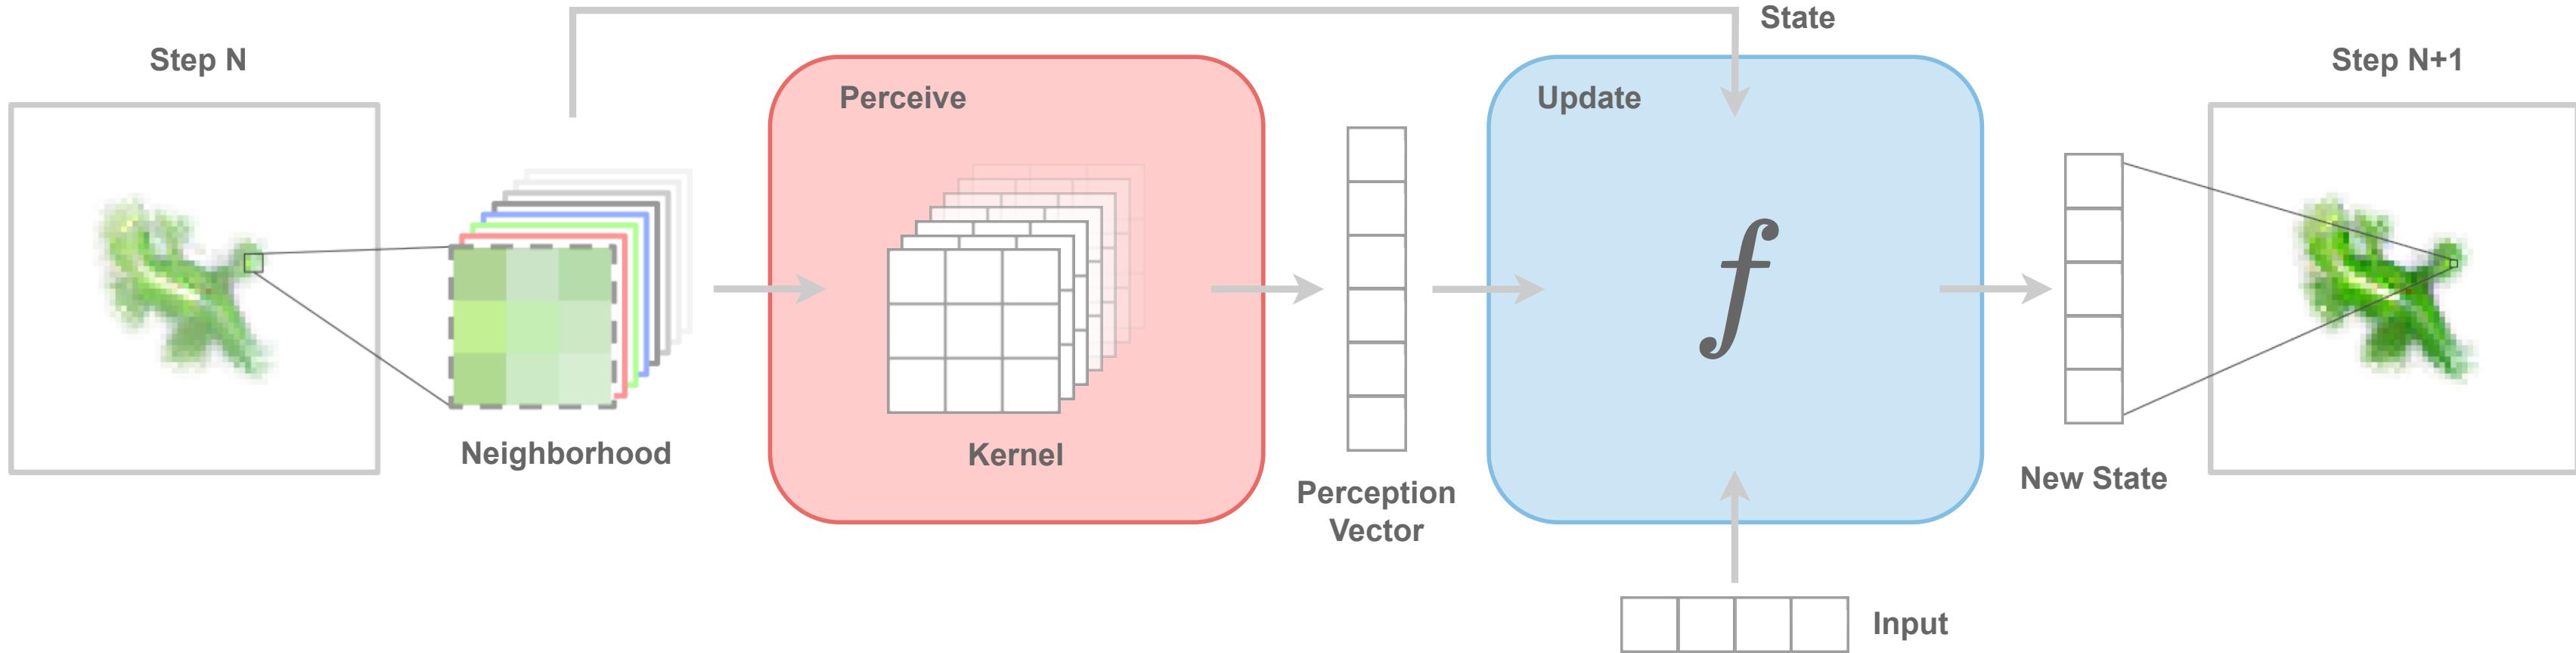 Step N
Neighborhood
Perceive
Kernel
Perception
Vector
State
Update
f
Input
New State
Step N+1